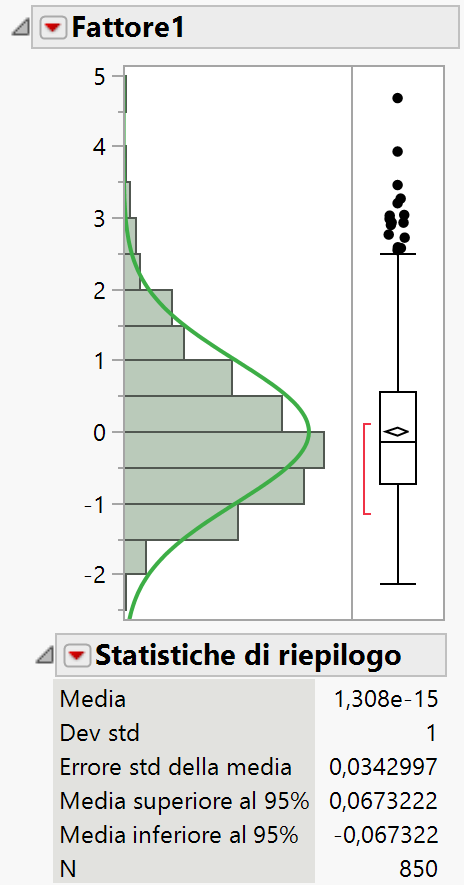 Fattore1
5
4
3
2
1
0
-1
-2
Statistiche di riepilogo
Media 1,308e-15
Dev std 1
Errore std della media 0,0342997
Media superiore al 95% 0,0673222
Media inferiore al 95% -0,067322
N 850